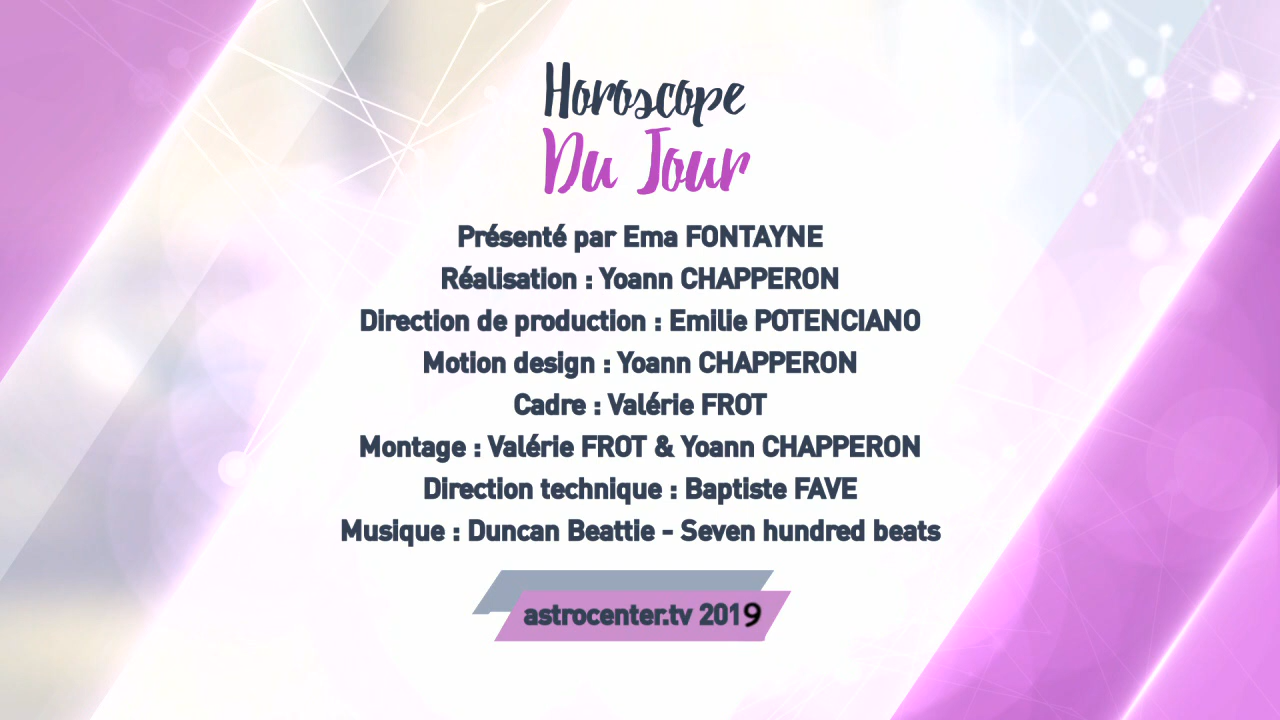 Horoscope
Du Jour
Présenté par Ema FONTAYNE
Réalisation : Yoann CHAPPERON
Direction de production : Emilie POTENCIANO
Motion design : Yoann CHAPPERON
Cadre : Valérie FROT
Montage : Valérie FROT & Yoann CHAPPERON
Direction technique : Baptiste FAVE
Musique : Duncan Beattie - Seven hundred beats
astrocenter.tv 2019